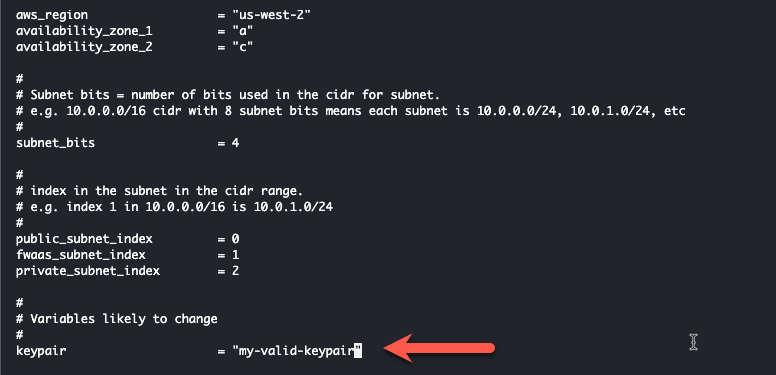 aws_region = "us-west-2"
availability_zone_1 = "a"
availability_zone_2 = "c"
#
# Subnet bits = number of bits used in the cidr for subnet.
# e.g. 10.0.0.0/16 cidr with 8 subnet bits means each subnet is 10.0.0.0/24, 10.0.1.0/24, etc
#
subnet_bits = 4
#
# index in the subnet in the cidr range.
# e.g. index 1 in 10.0.0.0/16 is 10.0.1.0/24
#
public_subnet_index = 0
fwaas_subnet_index = 1
private_subnet_index = 2
#
# Variables likely to change
#
keypair = "my-valid-keypair"